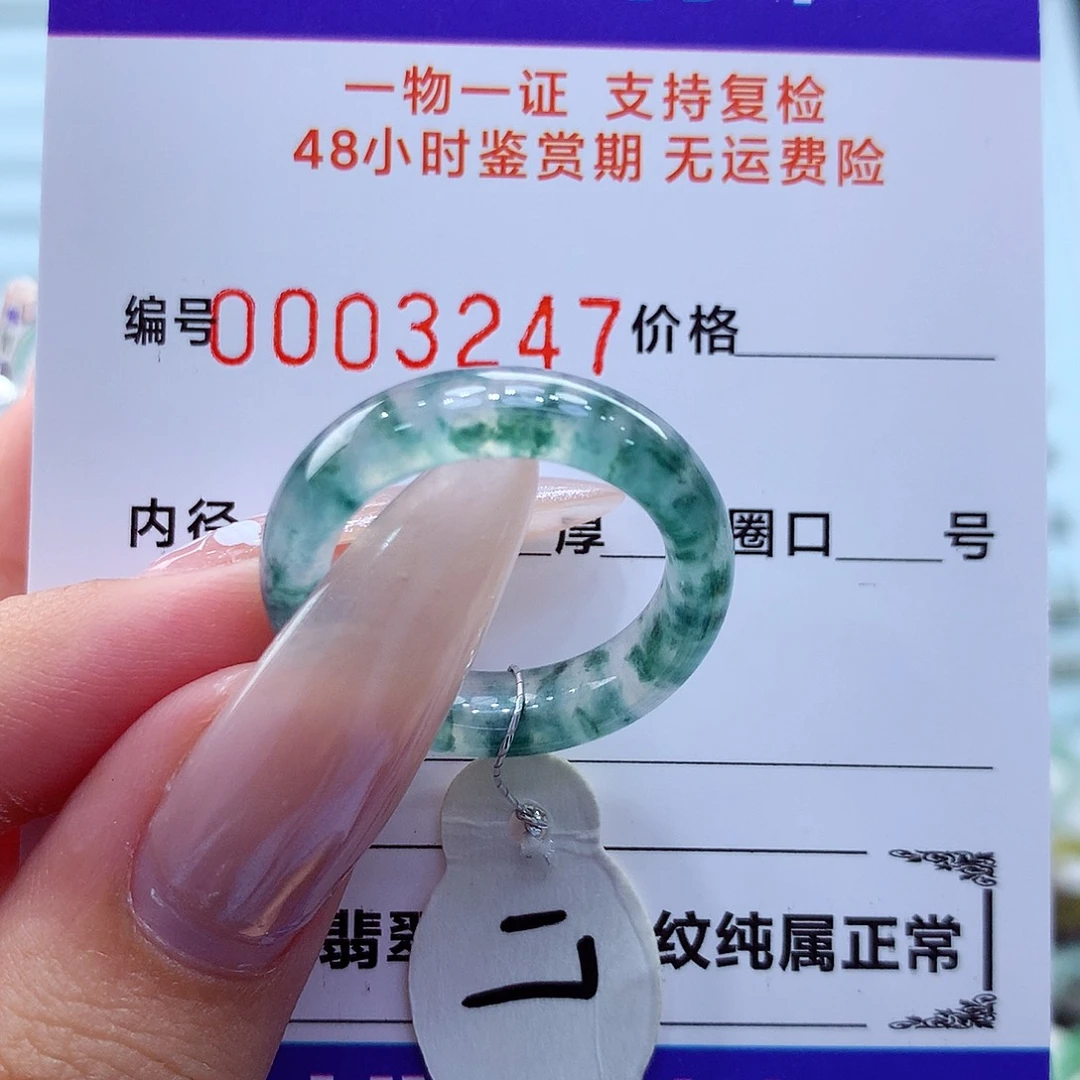 一物一证 支持复检
48小时鉴赏期 无运费险
编号0003247价格
内径 厚 圈口 号
翡翠 纹纯属正常
17